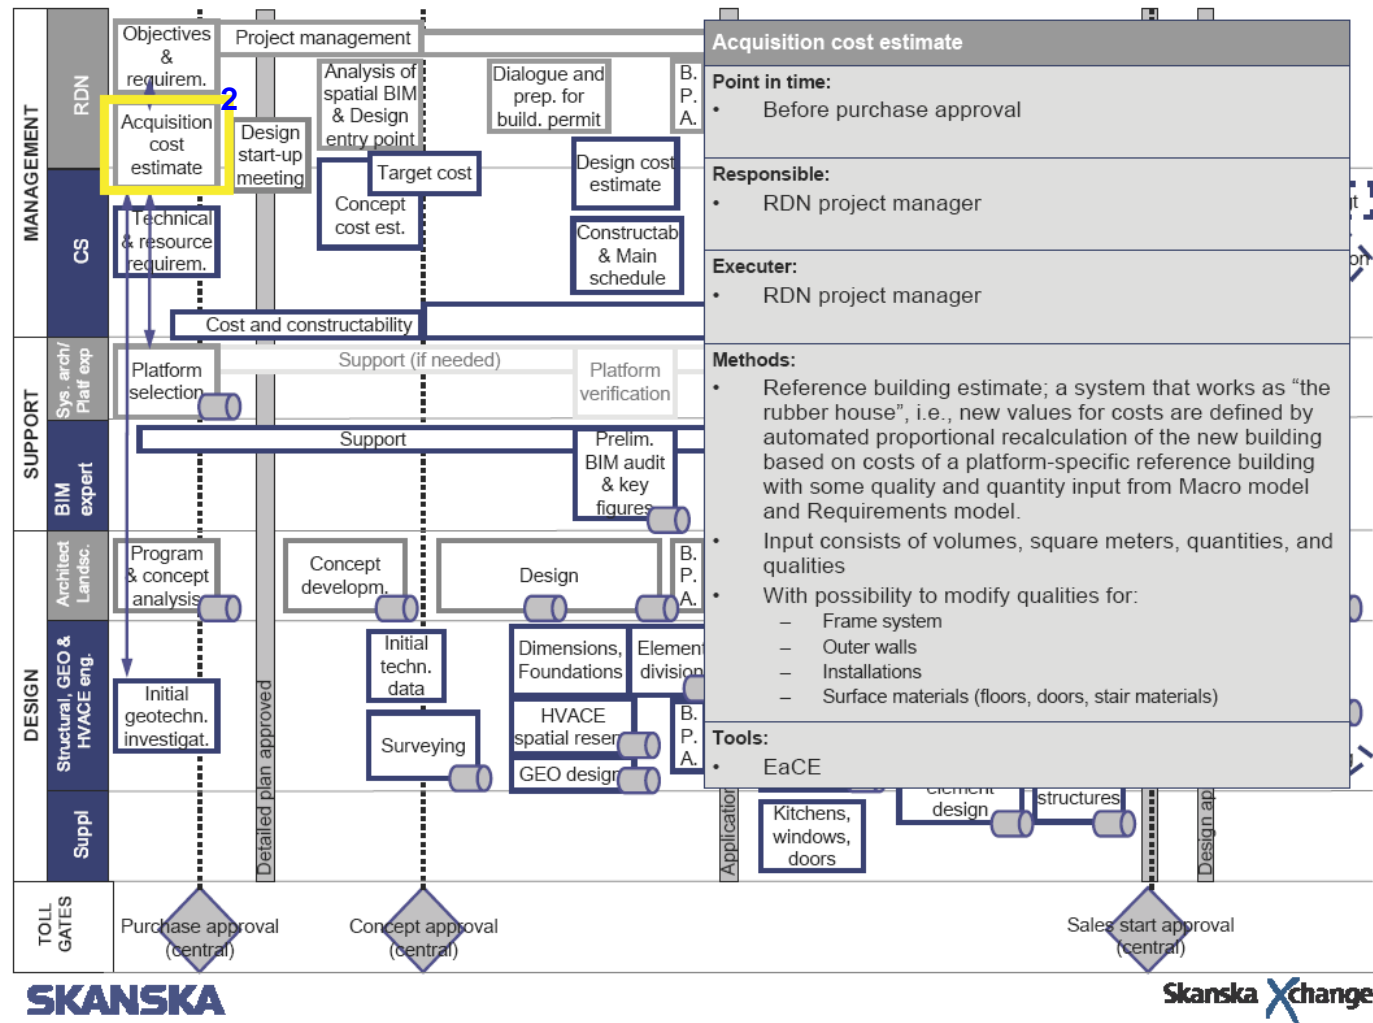 MANAGEMENT
RDN
CS
SUPPORT
Sys. arch/
Platf exp
BIM
expert
DESIGN
Architect
Landsc.
Structural, GEO &
HVACE eng.
Suppl
TOLL
GATES
Objectives
&
requirem.
Project management
2
Acquisition
cost
estimate
Design
start-up
meeting
Analysis of
spatial BIM
& Design
entry point
Dialogue and
prep. for
build. permit
B.
P.
A.
Target cost
Concept
cost est.
Design cost
estimate
Technical
& resource
requirem.
Constructab
& Main
schedule
Cost and constructability
Platform
selection
Support (if needed)
Platform
verification
Support
Prelim.
BIM audit
& key
figures
Program
& concept
analysis
Concept
developm.
Design
B.
P.
A.
Initial
techn.
data
Dimensions,
Foundations
Element
division
Initial
geotechn.
investigat.
Surveying
HVACE
spatial reser
GEO design
B.
P.
A.
Detailed plan approved
Application
Kitchens,
windows,
doors
element
design
structures
Design ap
Purchase approval
(central)
Concept approval
(central)
Sales start approval
(central)
Acquisition cost estimate
Point in time:
• Before purchase approval
Responsible:
• RDN project manager
Executer:
• RDN project manager
Methods:
• Reference building estimate; a system that works as “the
rubber house”, i.e., new values for costs are defined by
automated proportional recalculation of the new building
based on costs of a platform-specific reference building
with some quality and quantity input from Macro model
and Requirements model.
• Input consists of volumes, square meters, quantities, and
qualities
• With possibility to modify qualities for:
– Frame system
– Outer walls
– Installations
– Surface materials (floors, doors, stair materials)
Tools:
• EaCE
on
SKANSKA
Skanska Xchange